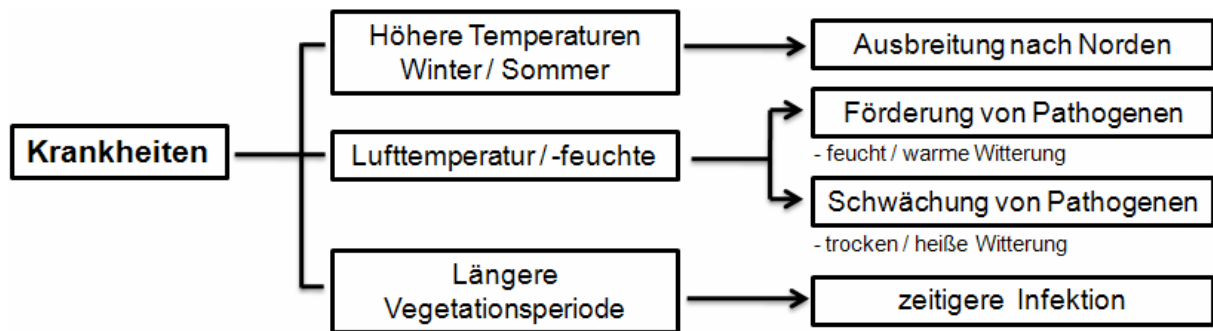 Krankheiten
Höhere Temperaturen
Winter / Sommer
Ausbreitung nach Norden
Lufttemperatur / -feuchte
Förderung von Pathogenen
- feucht / warme Witterung
Schwächung von Pathogenen
- trocken / heiße Witterung
Längere
Vegetationsperiode
zeitigere Infektion